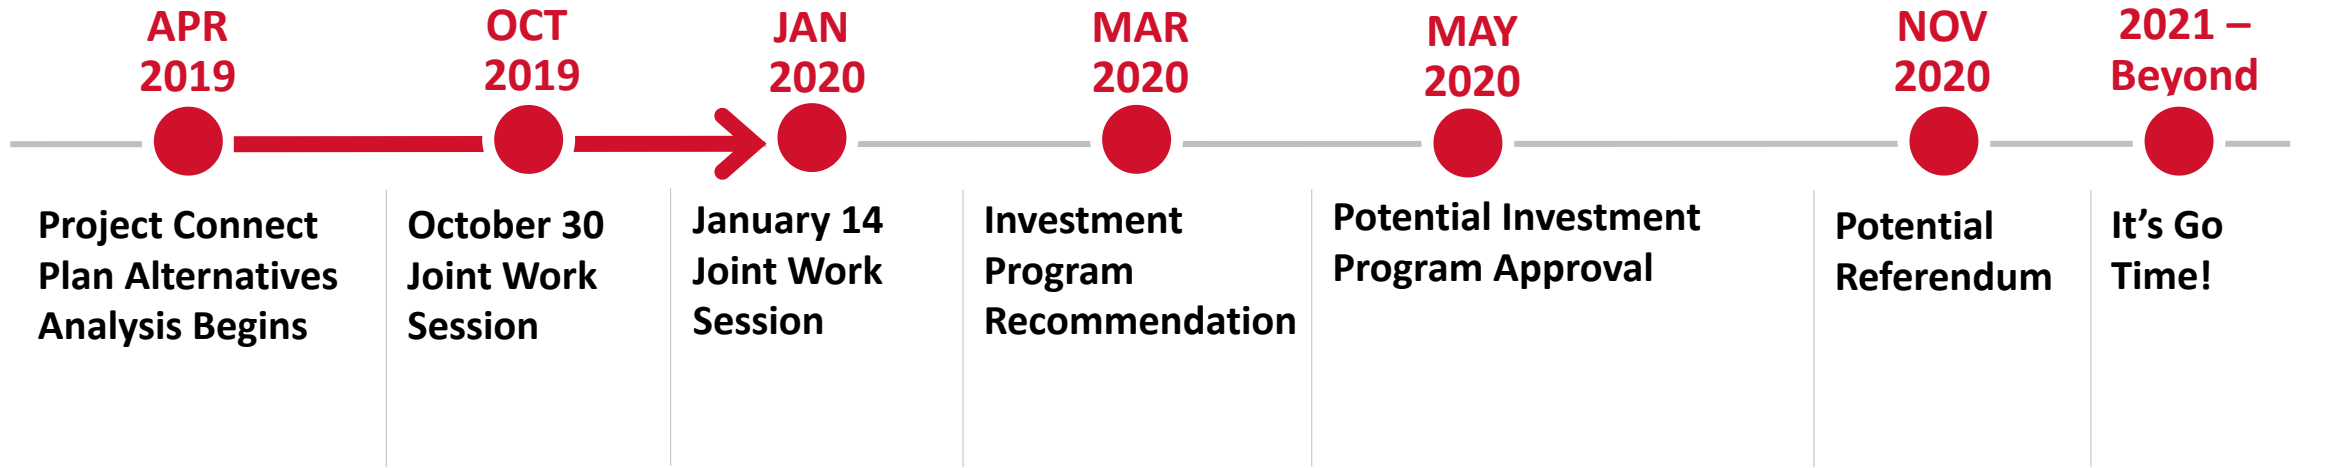 APR
2019
OCT
2019
JAN
2020
MAR
2020
MAY
2020
NOV
2020
2021 –
Beyond
Project Connect
Plan Alternatives
Analysis Begins
October 30
Joint Work
Session
January 14
Joint Work
Session
Investment
Program
Recommendation
Potential Investment
Program Approval
Potential
Referendum
It’s Go
Time!